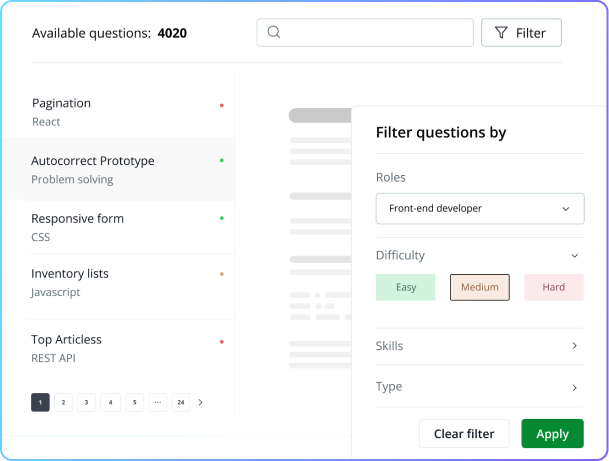 Available questions: 4020
Filter
Pagination
React
Autocorrect Prototype
Problem solving
Responsive form
CSS
Inventory lists
Javascript
Top Articless
REST API
1 2 3 4 5 ... 24
Filter questions by
Roles
Front-end developer
Difficulty
Easy Medium Hard
Skills
Type
Clear filter Apply